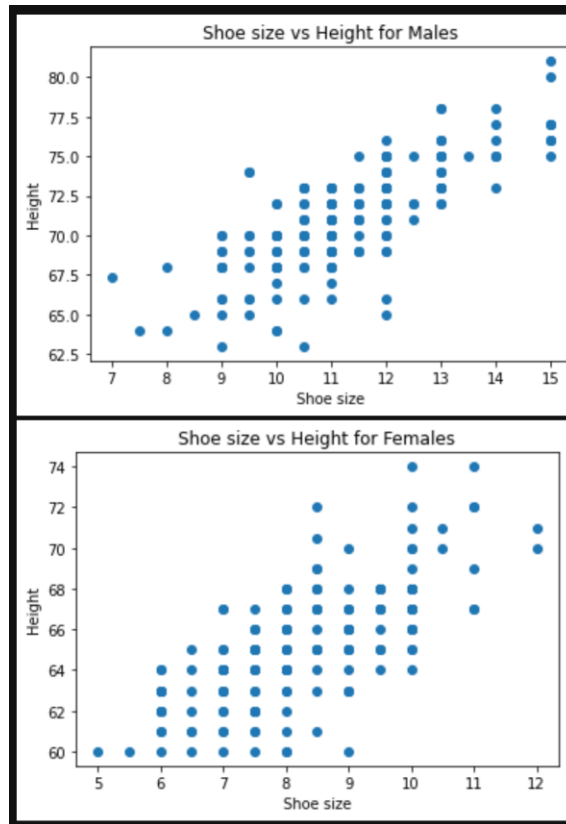 Shoe size vs Height for Males
80.0
77.5
75.0
72.5
Height
70.0
67.5
65.0
62.5
7 8 9 10 11 12 13 14 15
Shoe size
Shoe size vs Height for Females
74
72
70
68
Height
66
64
62
60
5 6 7 8 9 10 11 12
Shoe size